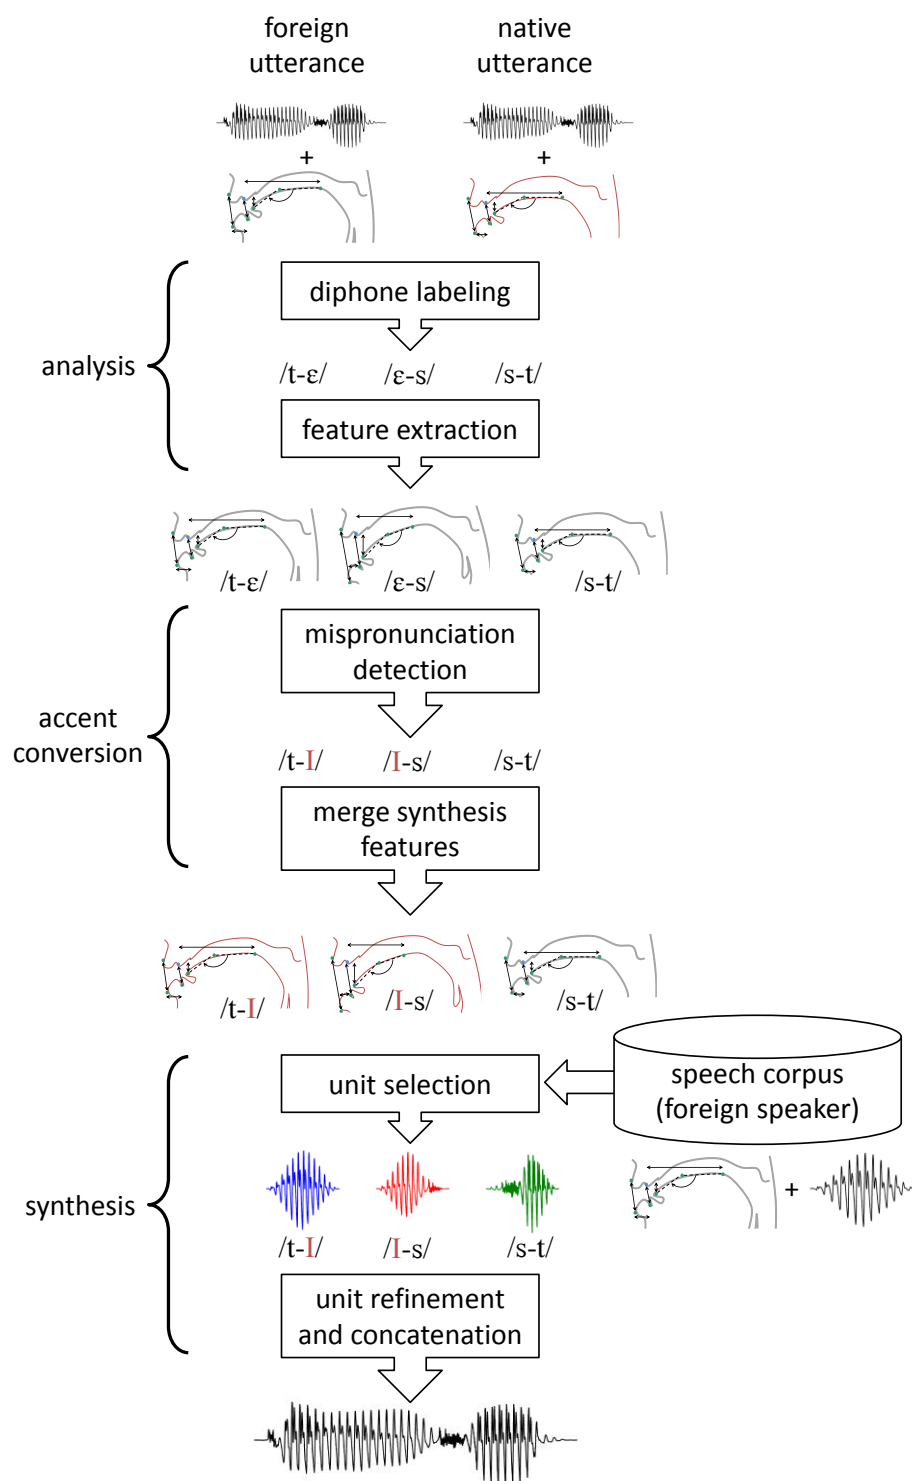 foreign
utterance
native
utterance
+
+
analysis
diphone labeling
/t-ɛ/ /ɛ-s/ /s-t/
feature extraction
/t-ɛ/ /ɛ-s/ /s-t/
accent
conversion
mispronunciation
detection
/t-I/ /I-s/ /s-t/
merge synthesis
features
/t-I/ /I-s/ /s-t/
synthesis
unit selection
speech corpus
(foreign speaker)
+
/t-I/ /I-s/ /s-t/
unit refinement
and concatenation